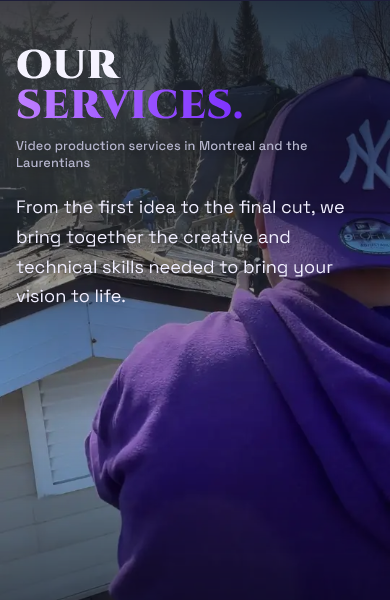 OUR
SERVICES.
Video production services in Montreal and the
Laurentians
From the first idea to the final cut, we
bring together the creative and
technical skills needed to bring your
vision to life.
NY